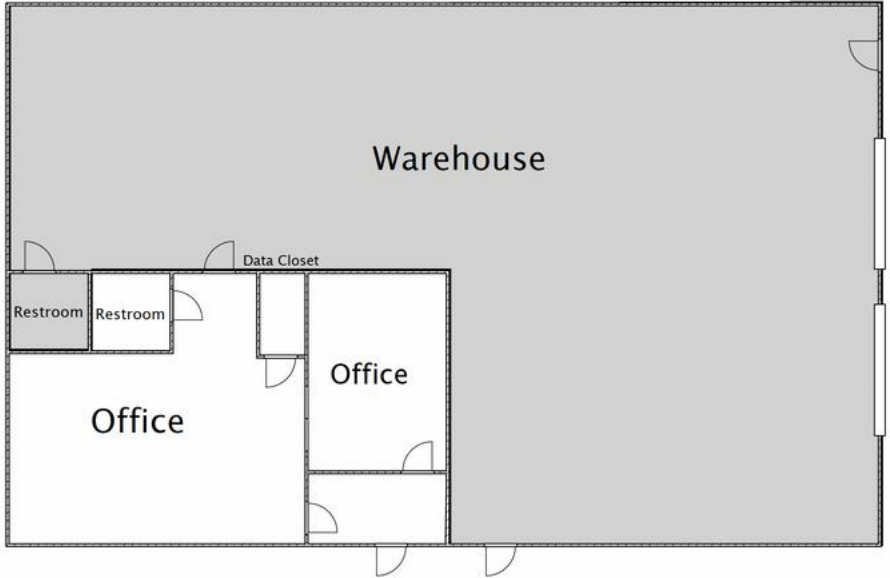 Warehouse
Data Closet
Restroom
Restroom
Office
Office